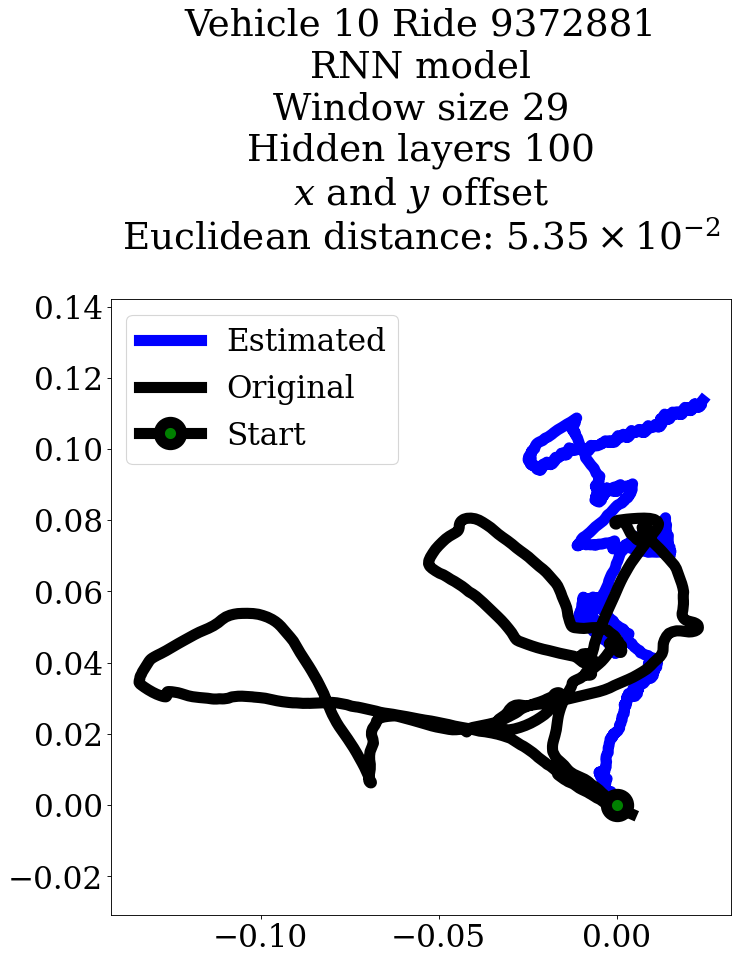 Vehicle 10 Ride 9372881
RNN model
Window size 29
Hidden layers 100
x and y offset
Euclidean distance: 5.35 × 10⁻²
0.14
0.12
0.10
0.08
0.06
0.04
0.02
0.00
−0.02
Estimated
Original
Start
−0.10 −0.05 0.00